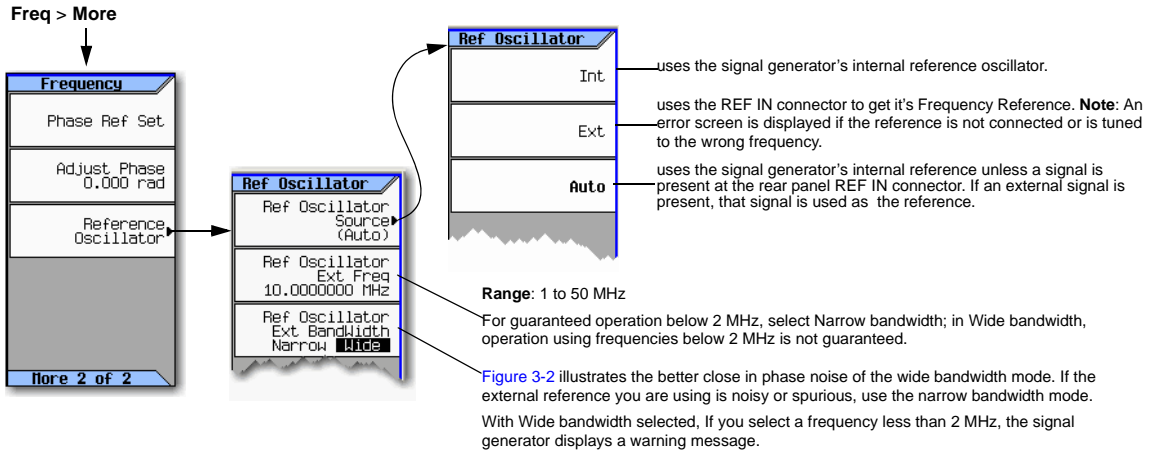 Freq > More
Frequency
Phase Ref Set
Adjust Phase
0.000 rad
Reference
Oscillator
More 2 of 2
Ref Oscillator
Ref Oscillator
Source
(Auto)
Ref Oscillator
Ext Freq
10.0000000 MHz
Ref Oscillator
Ext BandWidth
Narrow Wide
Ref Oscillator
Int
Ext
Auto
uses the signal generator's internal reference oscillator.
uses the REF IN connector to get it's Frequency Reference. Note: An
error screen is displayed if the reference is not connected or is tuned
to the wrong frequency.
uses the signal generator's internal reference unless a signal is
present at the rear panel REF IN connector. If an external signal is
present, that signal is used as the reference.
Range: 1 to 50 MHz
For guaranteed operation below 2 MHz, select Narrow bandwidth; in Wide bandwidth,
operation using frequencies below 2 MHz is not guaranteed.
Figure 3-2 illustrates the better close in phase noise of the wide bandwidth mode. If the
external reference you are using is noisy or spurious, use the narrow bandwidth mode.
With Wide bandwidth selected, If you select a frequency less than 2 MHz, the signal
generator displays a warning message.